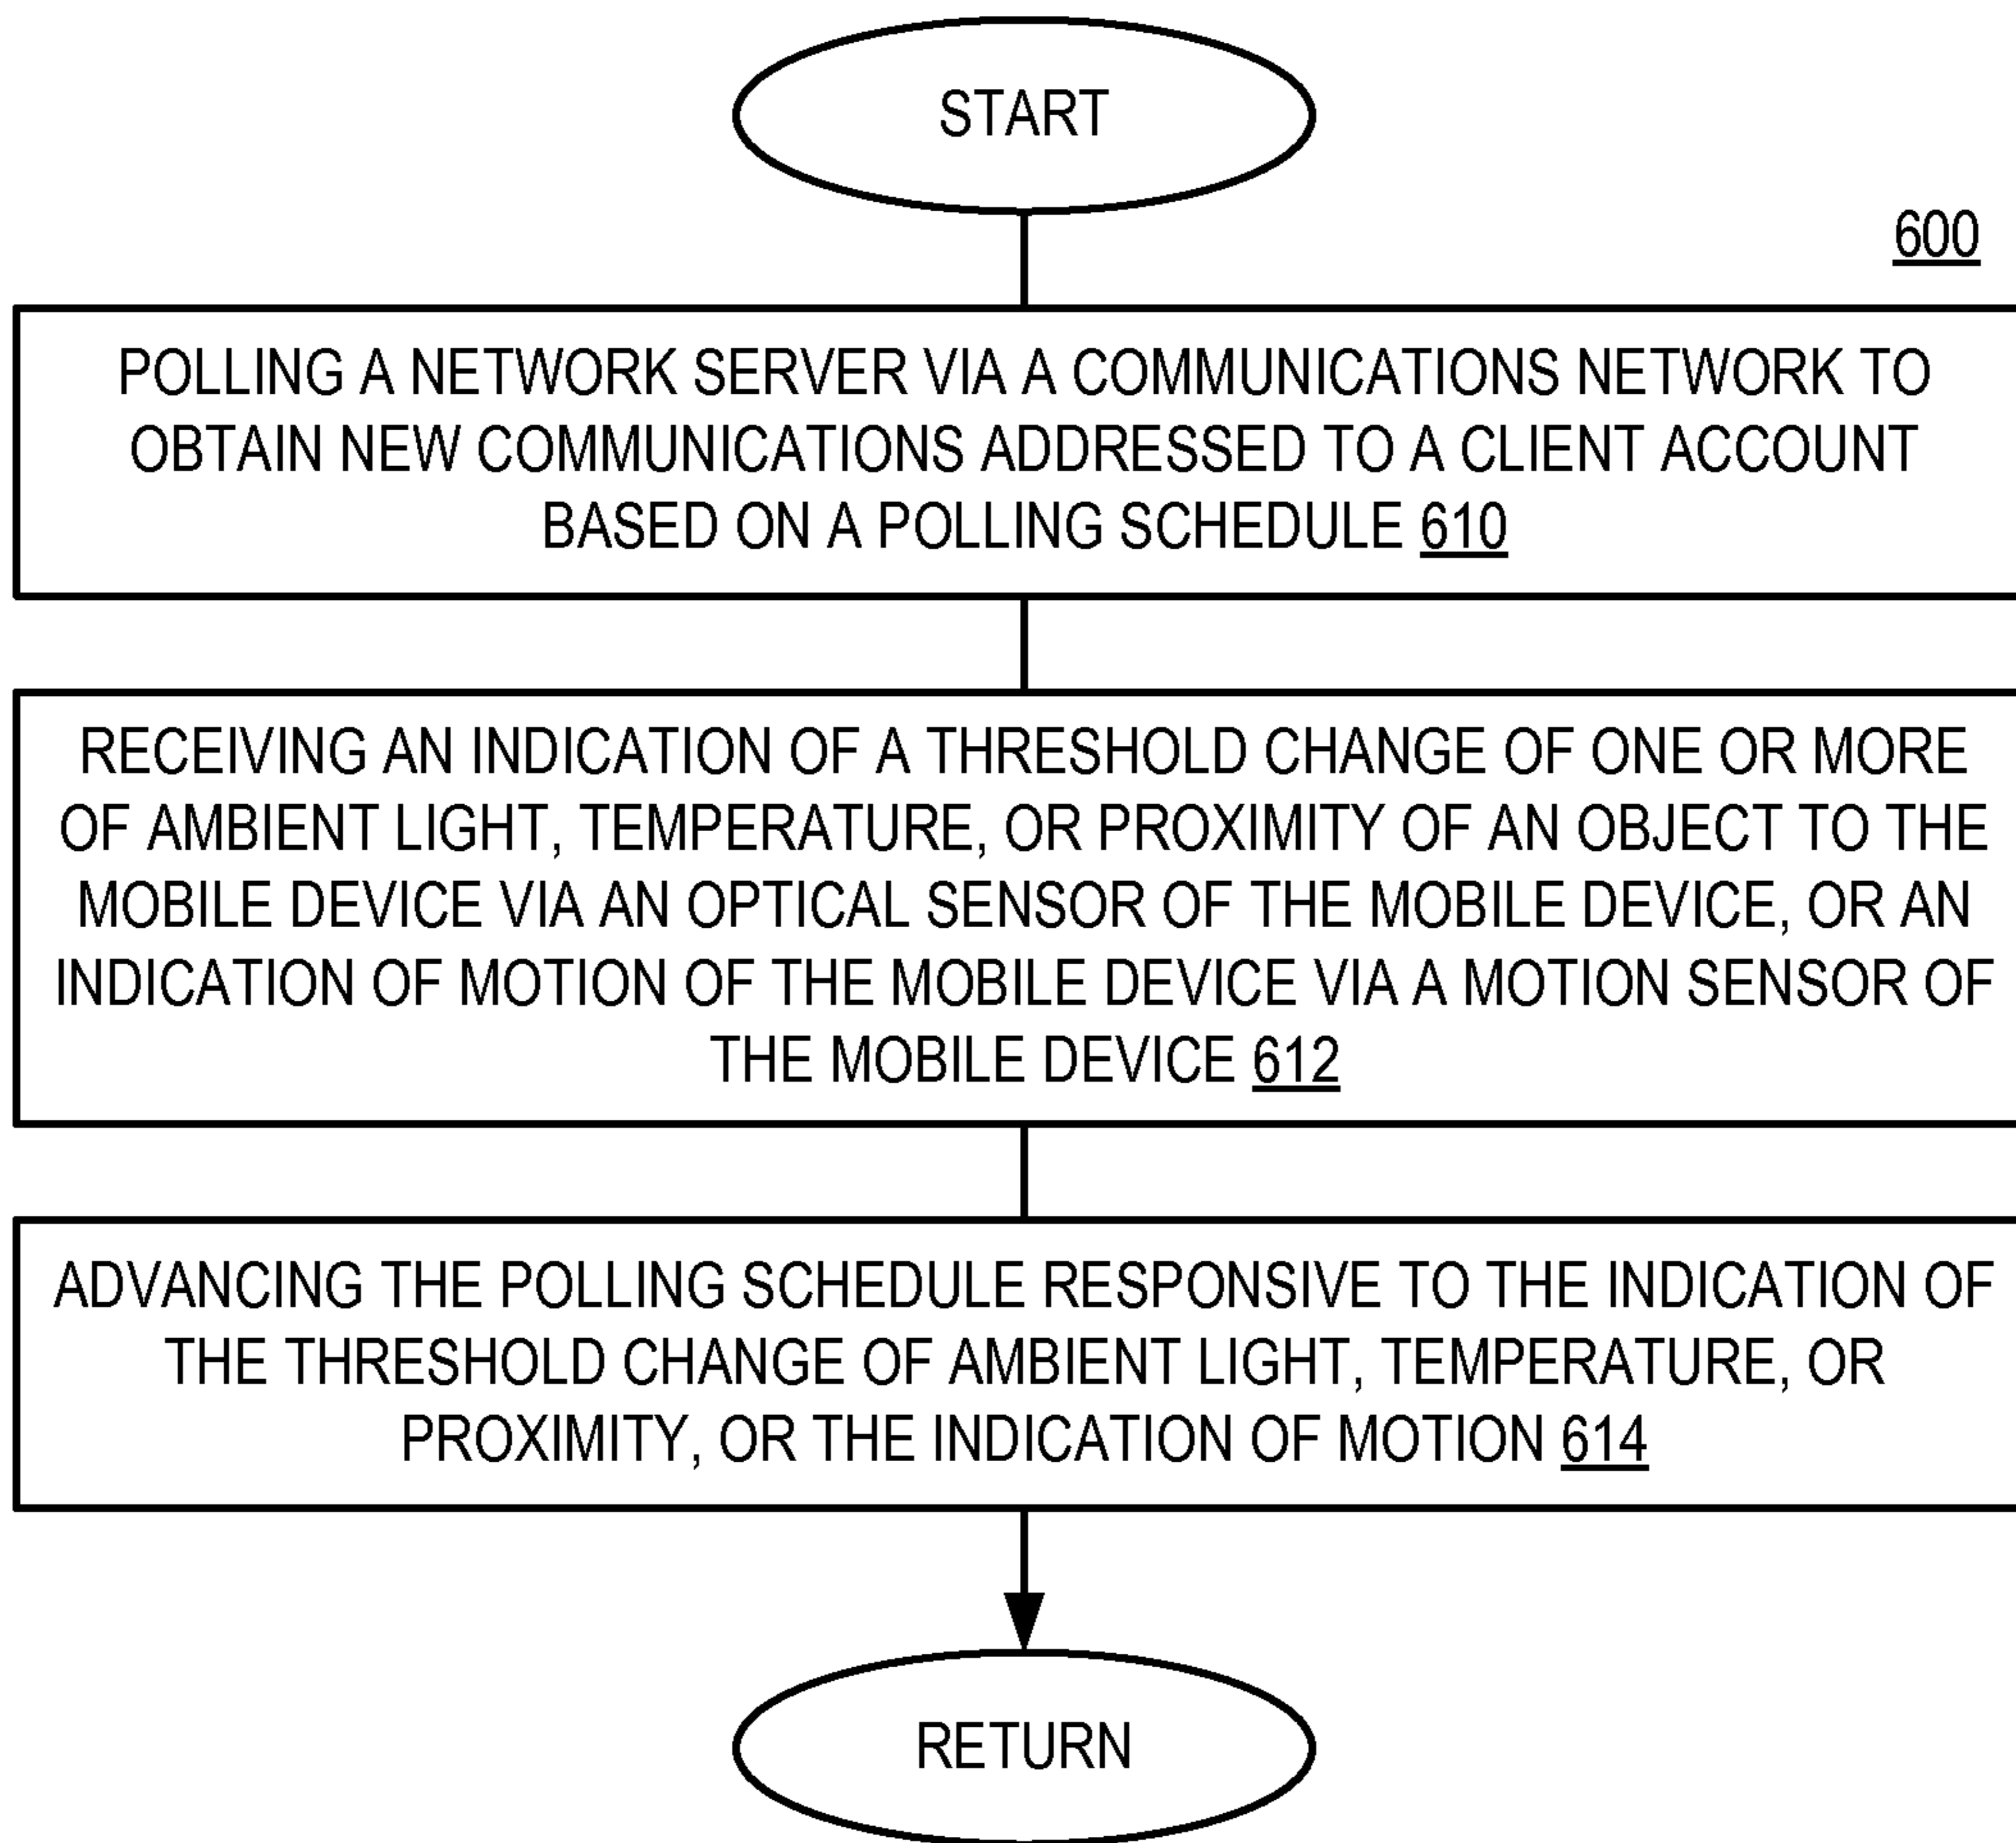 START
600
POLLING A NETWORK SERVER VIA A COMMUNICATIONS NETWORK TO
OBTAIN NEW COMMUNICATIONS ADDRESSED TO A CLIENT ACCOUNT
BASED ON A POLLING SCHEDULE 610
RECEIVING AN INDICATION OF A THRESHOLD CHANGE OF ONE OR MORE
OF AMBIENT LIGHT, TEMPERATURE, OR PROXIMITY OF AN OBJECT TO THE
MOBILE DEVICE VIA AN OPTICAL SENSOR OF THE MOBILE DEVICE, OR AN
INDICATION OF MOTION OF THE MOBILE DEVICE VIA A MOTION SENSOR OF
THE MOBILE DEVICE 612
ADVANCING THE POLLING SCHEDULE RESPONSIVE TO THE INDICATION OF
THE THRESHOLD CHANGE OF AMBIENT LIGHT, TEMPERATURE, OR
PROXIMITY, OR THE INDICATION OF MOTION 614
RETURN